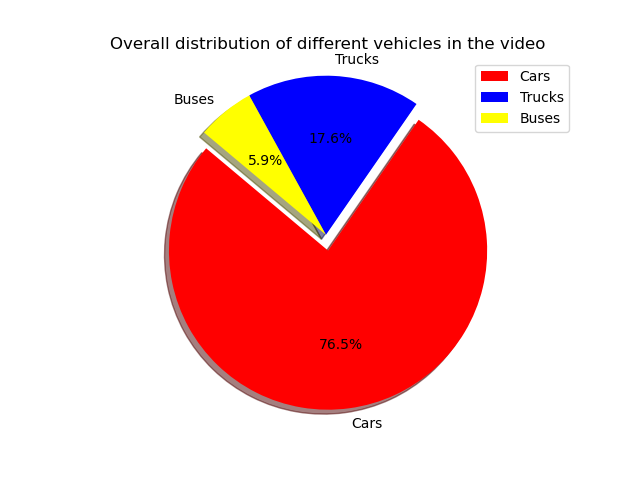 Overall distribution of different vehicles in the video
Trucks
Cars
Trucks
Buses
Buses
17.6%
5.9%
76.5%
Cars